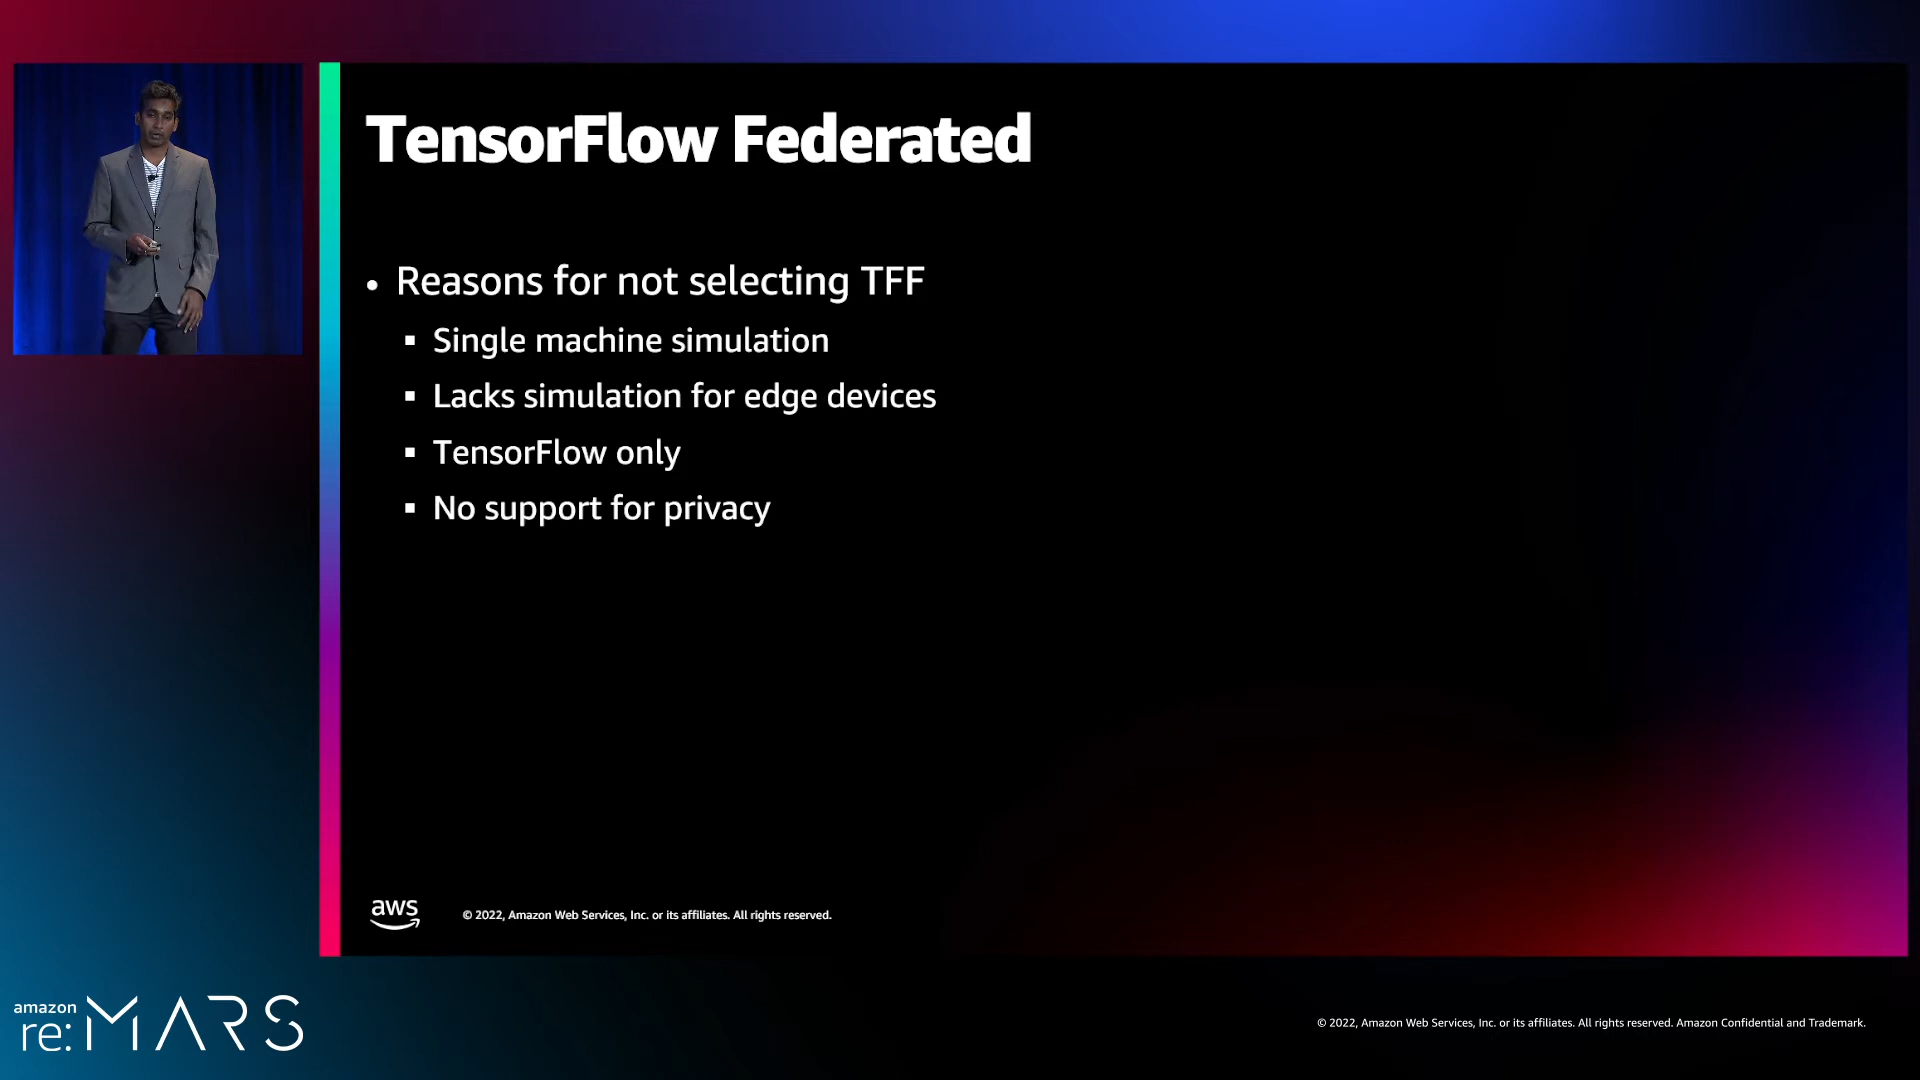 TensorFlow Federated
• Reasons for not selecting TFF
▪ Single machine simulation
▪ Lacks simulation for edge devices
▪ TensorFlow only
▪ No support for privacy
aws
© 2022, Amazon Web Services, Inc. or its affiliates. All rights reserved.
amazon
re:MARS
© 2022, Amazon Web Services, Inc. or its affiliates. All rights reserved. Amazon Confidential and Trademark.